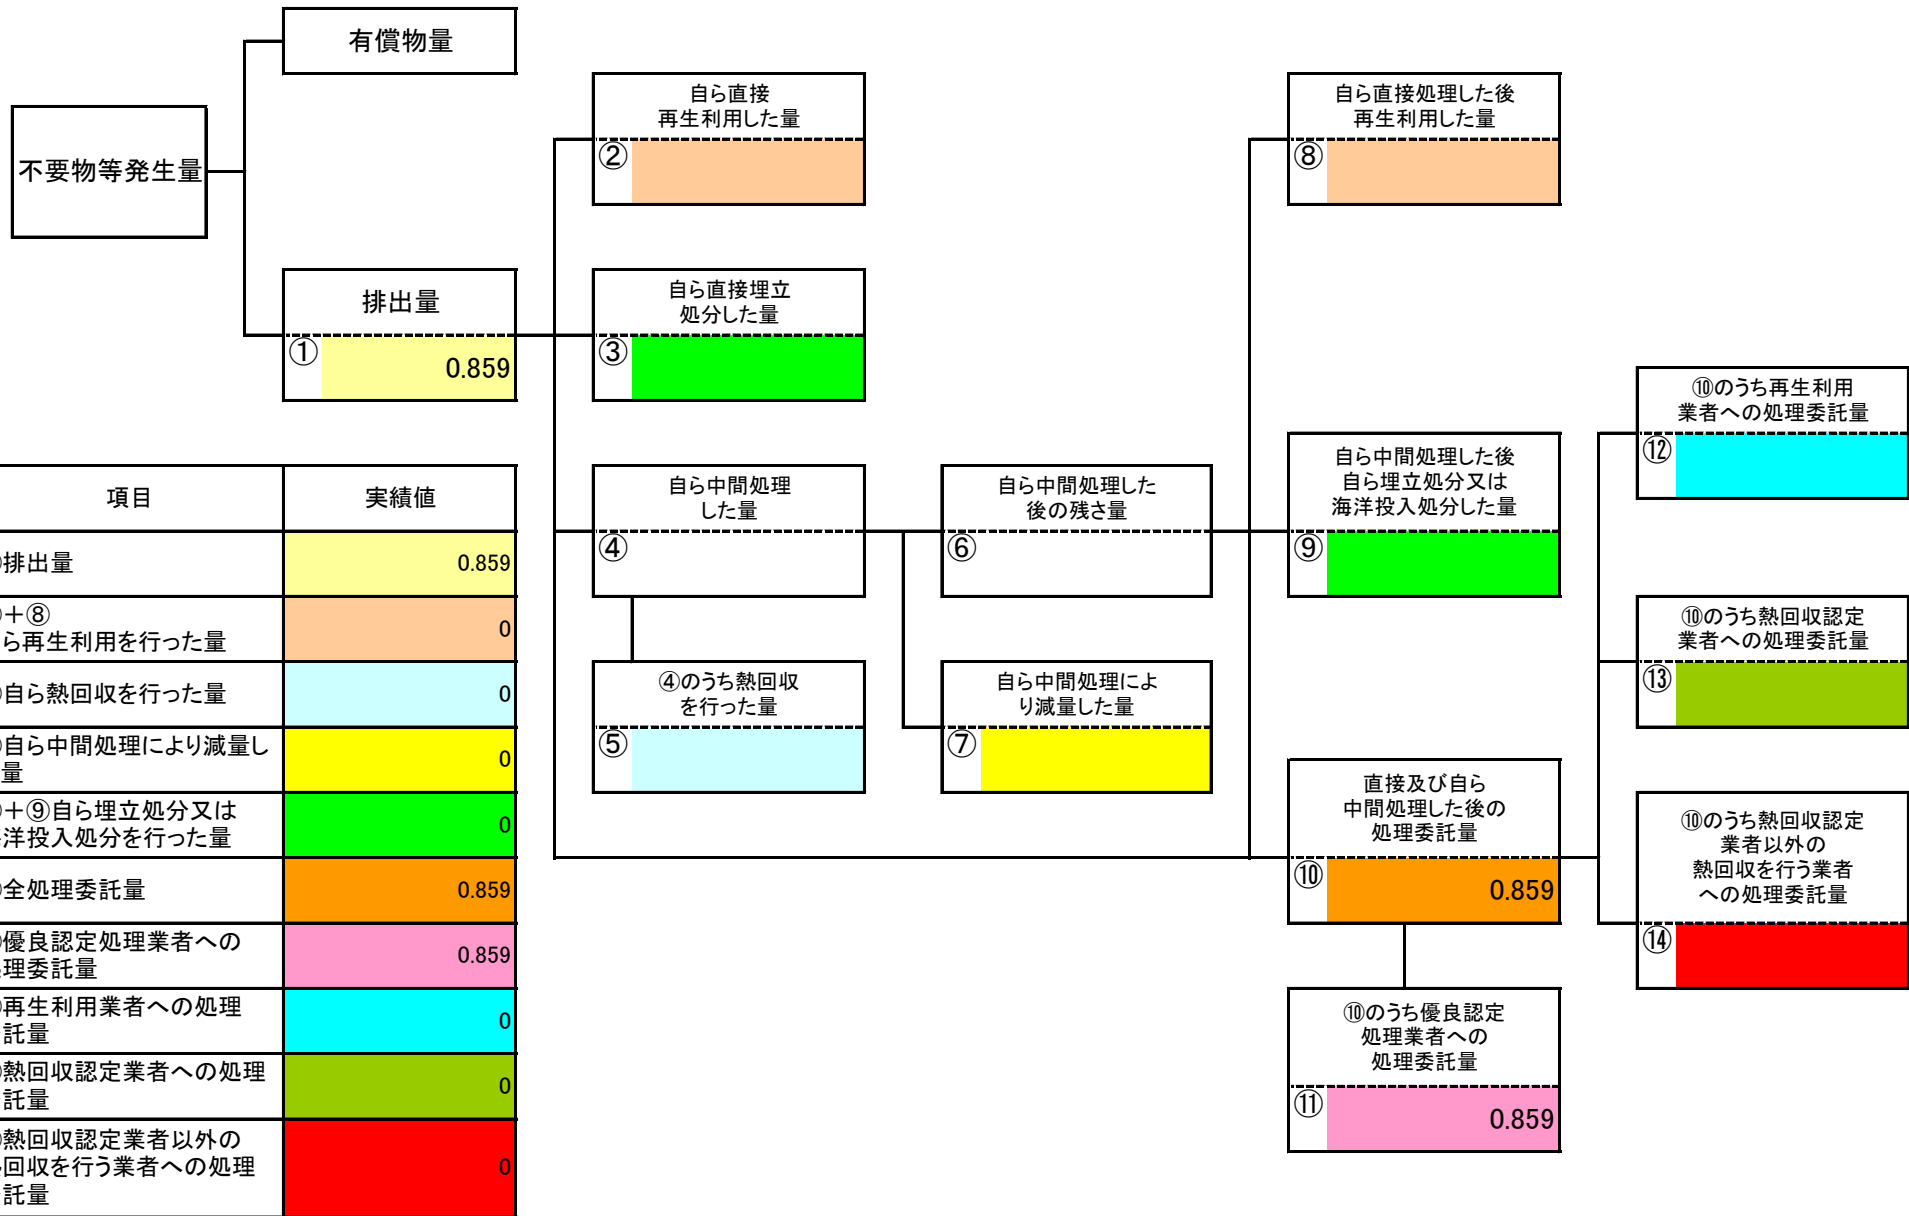 有償物量
不要物等発生量
排出量
①
0.859
自ら直接
再生利用した量
②
自ら直接埋立
処分した量
③
自ら中間処理
した量
④
④のうち熱回収
を行った量
⑤
自ら中間処理した
後の残さ量
⑥
自ら中間処理によ
り減量した量
⑦
自ら直接処理した後
再生利用した量
⑧
自ら中間処理した後
自ら埋立処分又は
海洋投入処分した量
⑨
直接及び自ら
中間処理した後の
処理委託量
⑩
0.859
⑩のうち優良認定
処理業者への
処理委託量
⑪
0.859
⑩のうち再生利用
業者への処理委託量
⑫
⑩のうち熱回収認定
業者への処理委託量
⑬
⑩のうち熱回収認定
業者以外の
熱回収を行う業者
への処理委託量
⑭
項目
実績値
排出量
0.859
+⑧
ら再生利用を行った量
0
自ら熱回収を行った量
0
自ら中間処理により減量し
量
0
+⑨自ら埋立処分又は
洋投入処分を行った量
0
全処理委託量
0.859
優良認定処理業者への
理委託量
0.859
再生利用業者への処理
託量
0
熱回収認定業者への処理
託量
0
熱回収認定業者以外の
回収を行う業者への処理
託量
0